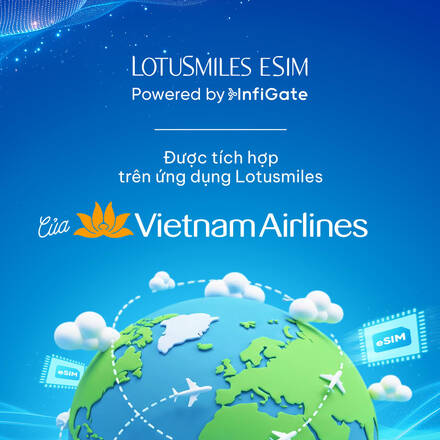 LOTUSMILES ESIM
Powered by InfiGate
Được tích hợp
trên ứng dụng Lotusmiles
của Vietnam Airlines
eSIM
eSIM